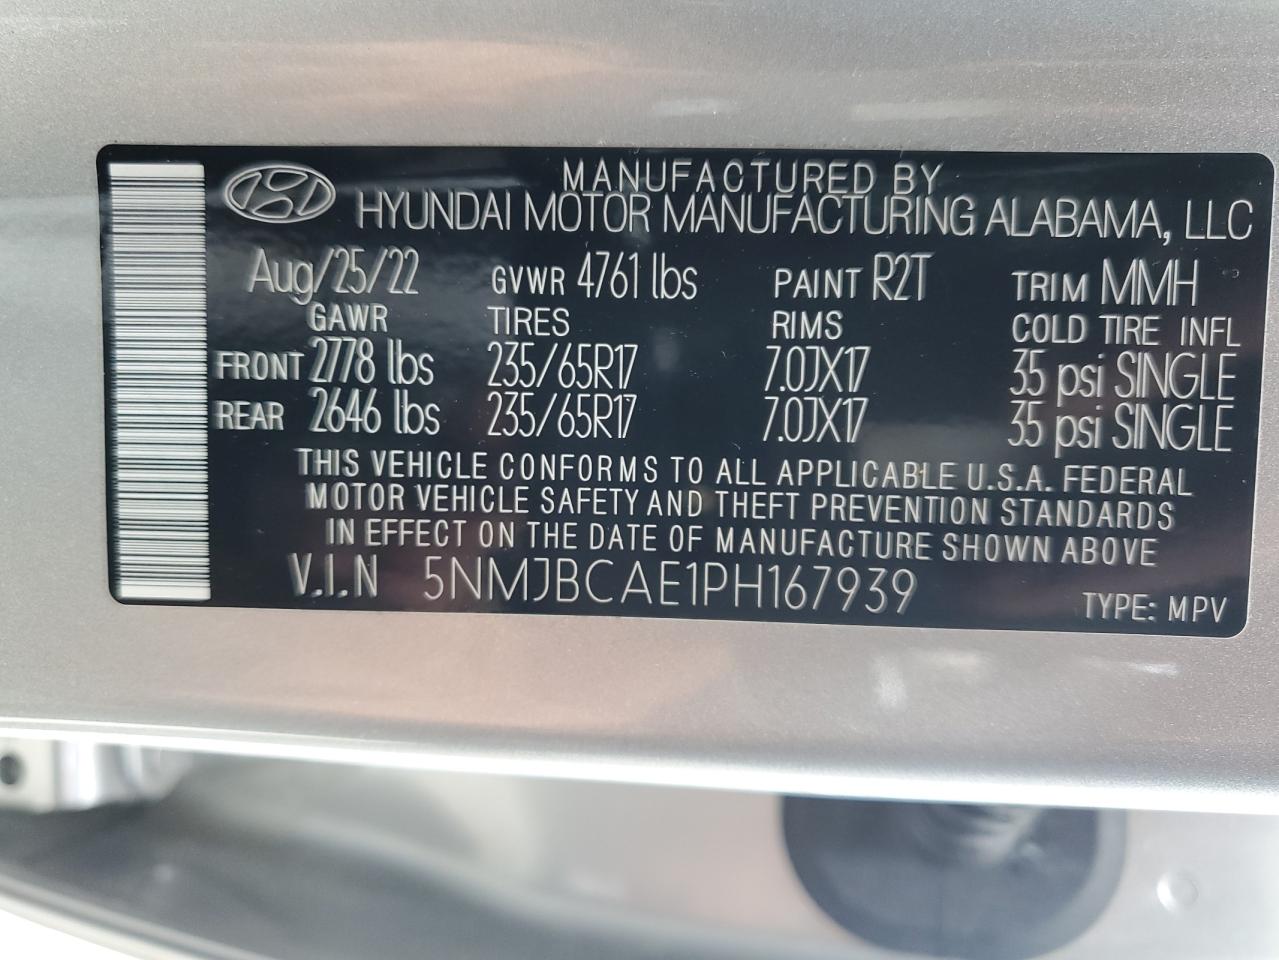 MANUFACTURED BY
HYUNDAI MOTOR MANUFACTURING ALABAMA, LLC
Aug/25/22 GVWR 4761 lbs PAINT R2T TRIM MMH
GAWR TIRES RIMS COLD TIRE INFL
FRONT 2778 lbs 235/65R17 7.0JX17 35 psi SINGLE
REAR 2646 lbs 235/65R17 7.0JX17 35 psi SINGLE
THIS VEHICLE CONFORMS TO ALL APPLICABLE U.S.A. FEDERAL
MOTOR VEHICLE SAFETY AND THEFT PREVENTION STANDARDS
IN EFFECT ON THE DATE OF MANUFACTURE SHOWN ABOVE
V.I.N 5NMJBCAE1PH167939 TYPE: MPV